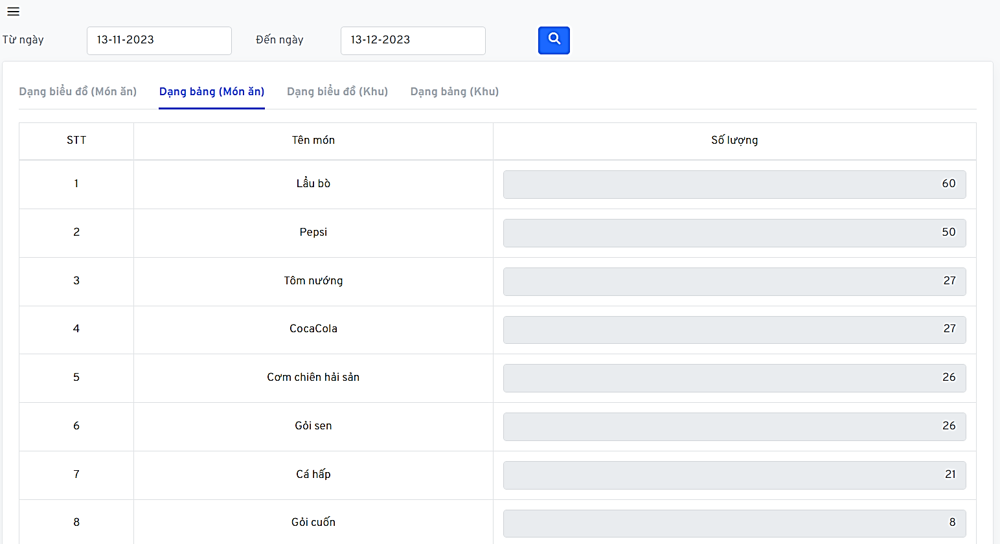 Từ ngày 13-11-2023 Đến ngày 13-12-2023
Dạng biểu đồ (Món ăn) Dạng bảng (Món ăn) Dạng biểu đồ (Khu) Dạng bảng (Khu)
STT Tên món Số lượng
1 Lẩu bò 60
2 Pepsi 50
3 Tôm nướng 27
4 CocaCola 27
5 Cơm chiên hải sản 26
6 Gỏi sen 26
7 Cá hấp 21
8 Gỏi cuốn 8